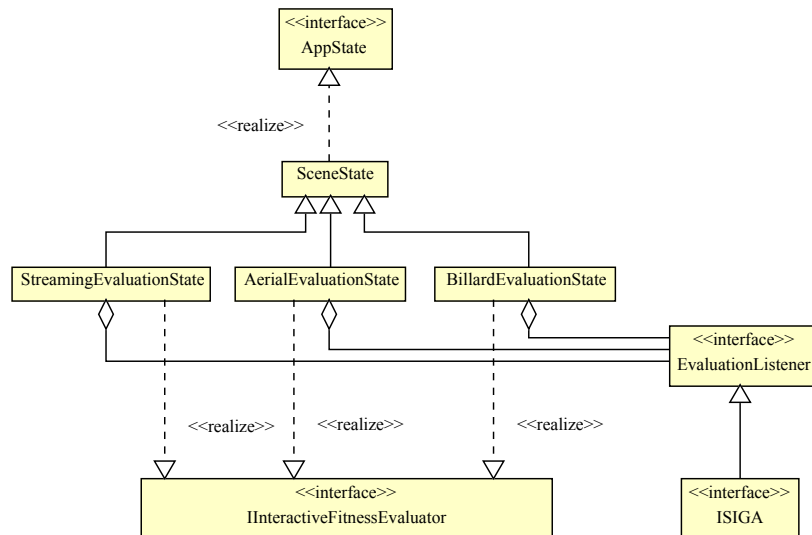 <<interface>>
AppState
<<realize>>
SceneState
StreamingEvaluationState
AerialEvaluationState
BillardEvaluationState
<<interface>>
EvaluationListener
<<realize>>
<<realize>>
<<realize>>
<<interface>>
IInteractiveFitnessEvaluator
<<interface>>
ISIGA